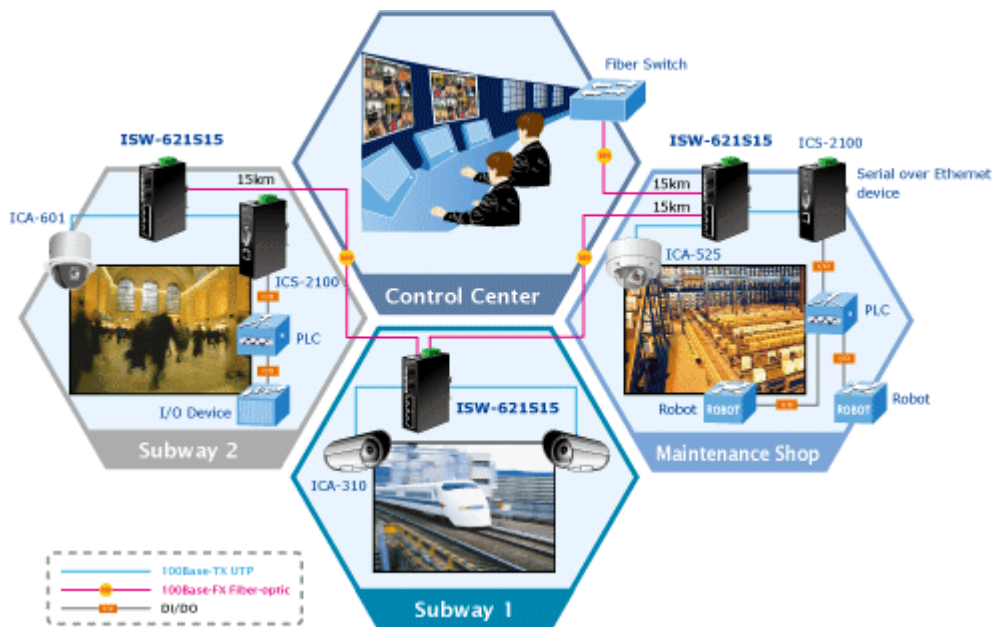 Fiber Switch
ISW-621S15
15km
ICA-601
ICS-2100
PLC
I/O Device
Subway 2
Control Center
ISW-621S15
ICS-2100
Serial over Ethernet
device
15km
15km
ICA-525
PLC
Robot
ROBOT
ROBOT
Robot
Maintenance Shop
ISW-621S15
ICA-310
Subway 1
100Base-TX UTP
100Base-FX Fiber-optic
DI/DO